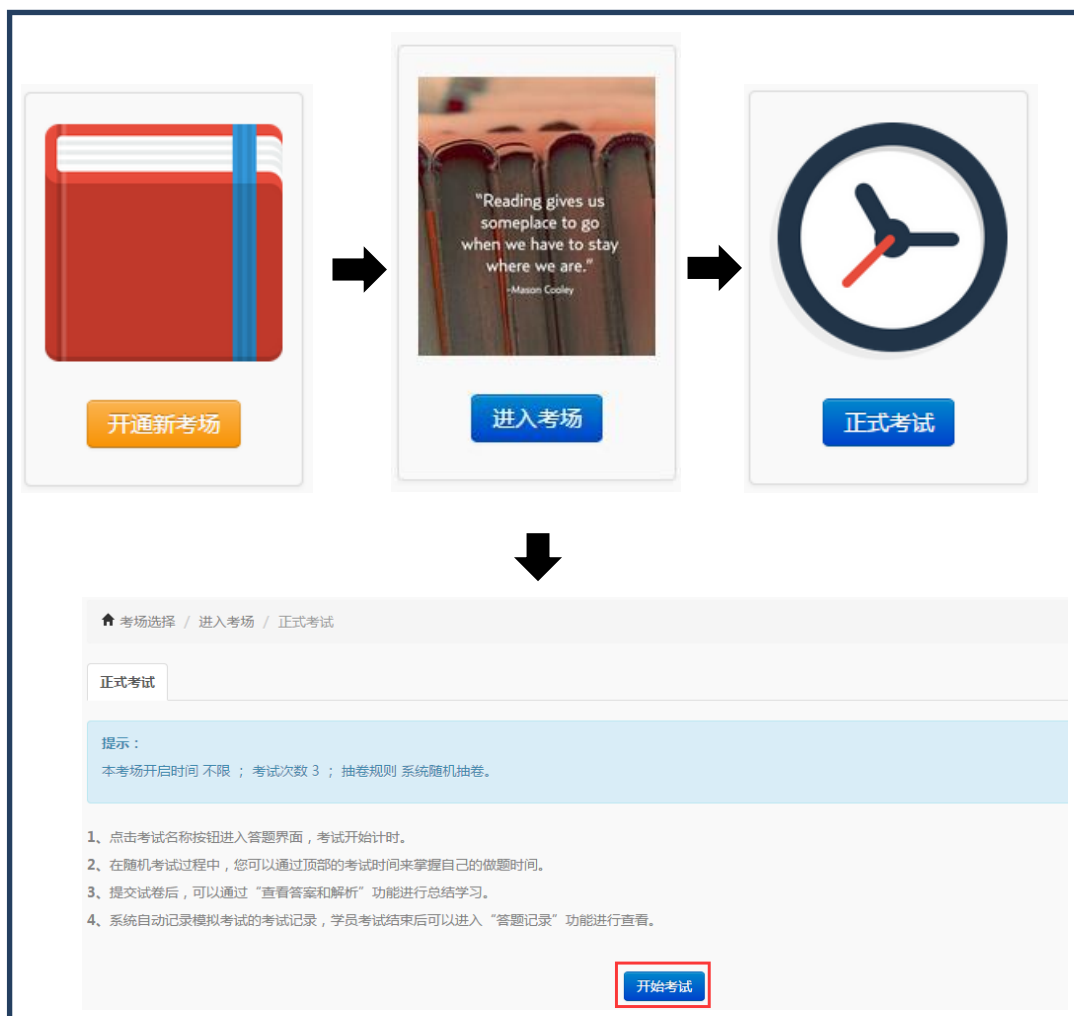 "Reading gives us
someplace to go
when we have to stay
where we are."
-Mason Cooley
开通新考场
进入考场
正式考试
考场选择 / 进入考场 / 正式考试
正式考试
提示：
本考场开启时间 不限 ； 考试次数 3 ； 抽卷规则 系统随机抽卷。
1、点击考试名称按钮进入答题界面，考试开始计时。
2、在随机考试过程中，您可以通过顶部的考试时间来掌握自己的做题时间。
3、提交试卷后，可以通过“查看答案和解析”功能进行总结学习。
4、系统自动记录模拟考试的考试记录，学员考试结束后可以进入“答题记录”功能进行查看。
开始考试